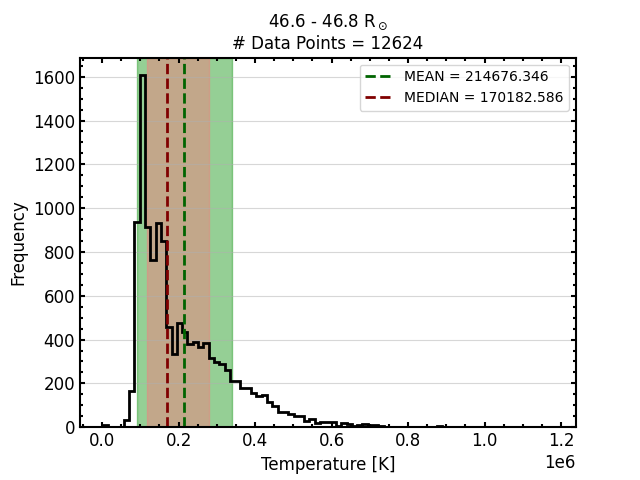 46.6 - 46.8 R⊙
# Data Points = 12624
MEAN = 214676.346
MEDIAN = 170182.586
Frequency
1600
1400
1200
1000
800
600
400
200
0
0.0 0.2 0.4 0.6 0.8 1.0 1.2
1e6
Temperature [K]